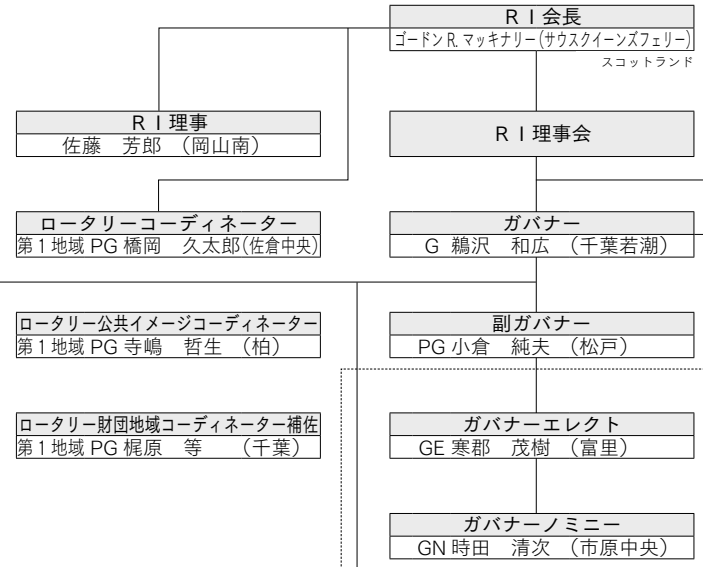 ＲＩ会長
ゴードン R. マッキナリー（サウスクイーンズフェリー）
スコットランド
ＲＩ理事
佐藤　芳郎　（岡山南）
ＲＩ理事会
ロータリーコーディネーター
第１地域 PG 橋岡　久太郎（佐倉中央）
ガバナー
G 鵜沢　和広　（千葉若潮）
ロータリー公共イメージコーディネーター
第１地域 PG 寺嶋　哲生　（柏）
副ガバナー
PG 小倉　純夫　（松戸）
ロータリー財団地域コーディネーター補佐
第１地域 PG 梶原　等　　（千葉）
ガバナーエレクト
GE 寒郡　茂樹　（富里）
ガバナーノミニー
GN 時田　清次　（市原中央）